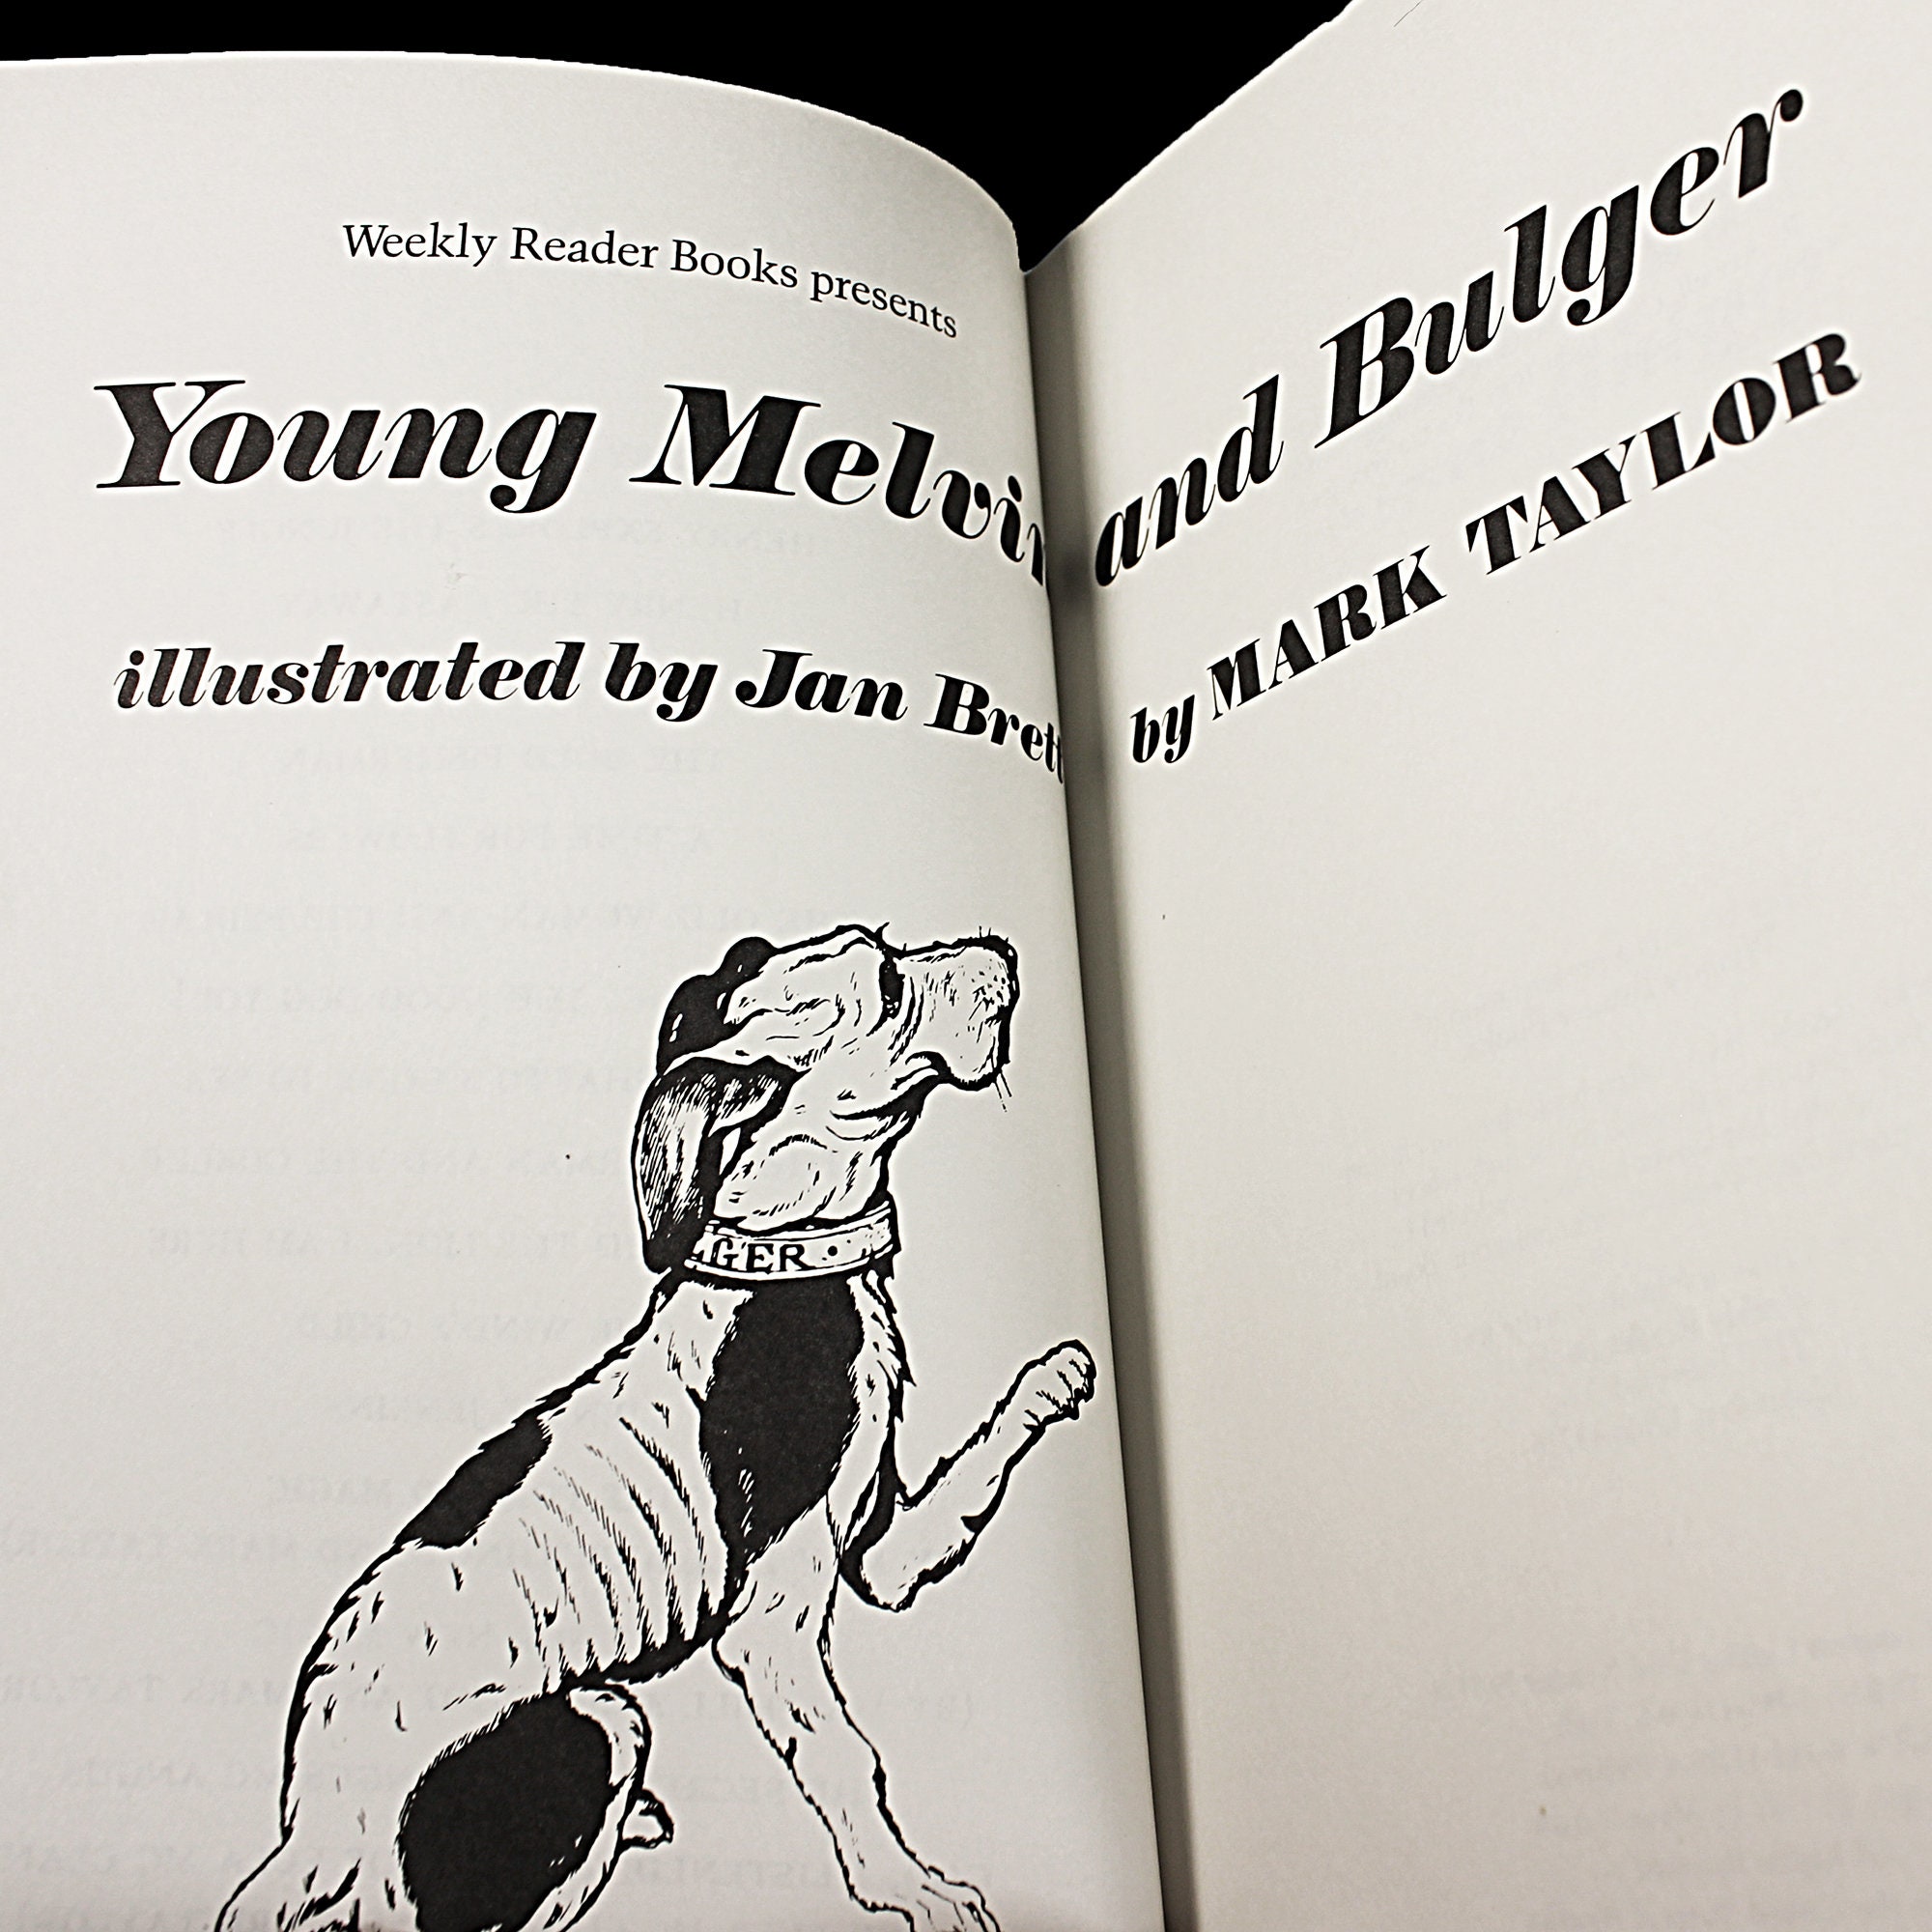 Weekly Reader Books presents
Young Melvin and Bulger
by MARK TAYLOR
illustrated by Jan Brett
GER •